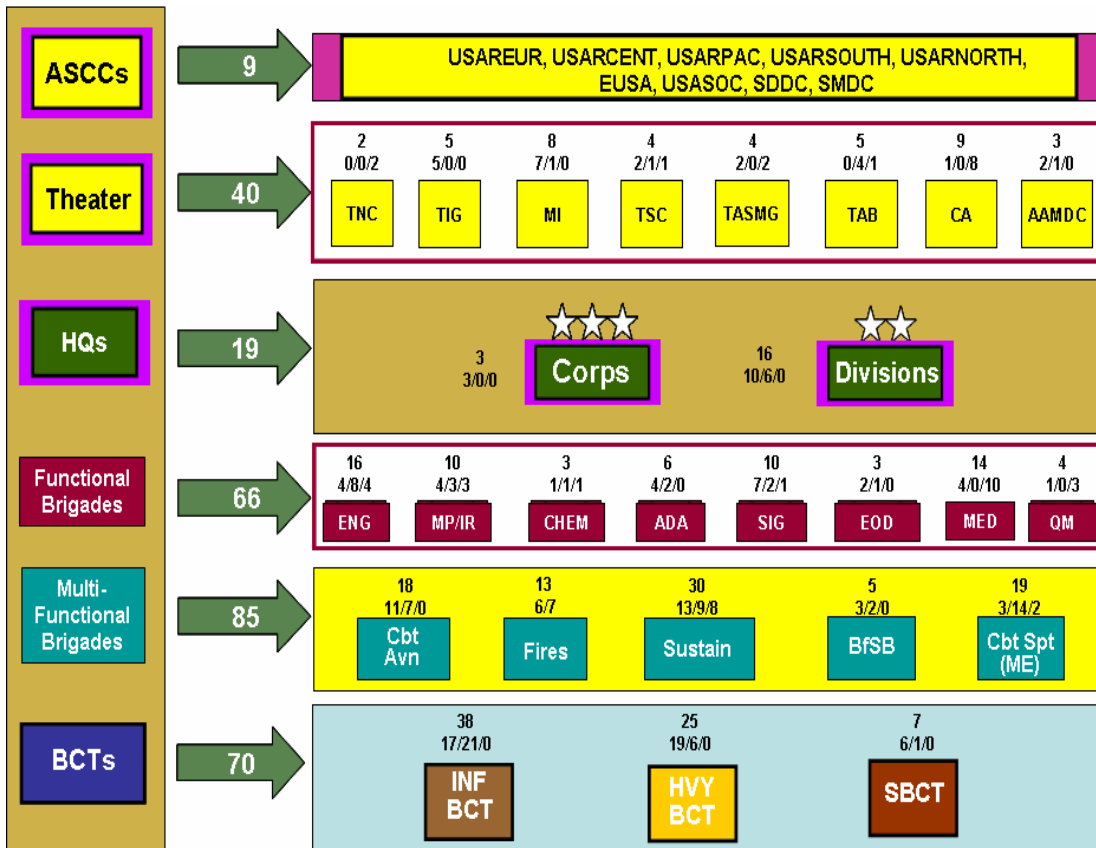 ASCCs
9
USAREUR, USARCENT, USARPAC, USARSOUTH, USARNORTH,
EUSA, USASOC, SDDC, SMDC
Theater
40
2 5 8 4 4 5 9 3
0/0/2 5/0/0 7/1/0 2/1/1 2/0/2 0/4/1 1/0/8 2/1/0
TNC TIG MI TSC TASMG TAB CA AAMDC
HQs
19
3
3/0/0
Corps
16
10/6/0
Divisions
Functional
Brigades
66
16 10 3 6 10 3 14 4
4/8/4 4/3/3 1/1/1 4/2/0 7/2/1 2/1/0 4/0/10 1/0/3
ENG MP/IR CHEM ADA SIG EOD MED QM
Multi-
Functional
Brigades
85
18 13 30 5 19
11/7/0 6/7 13/9/8 3/2/0 3/14/2
Cbt
Avn
Fires
Sustain
BfSB
Cbt Spt
(ME)
BCTs
70
38 25 7
17/21/0 19/6/0 6/1/0
INF
BCT
HVY
BCT
SBCT